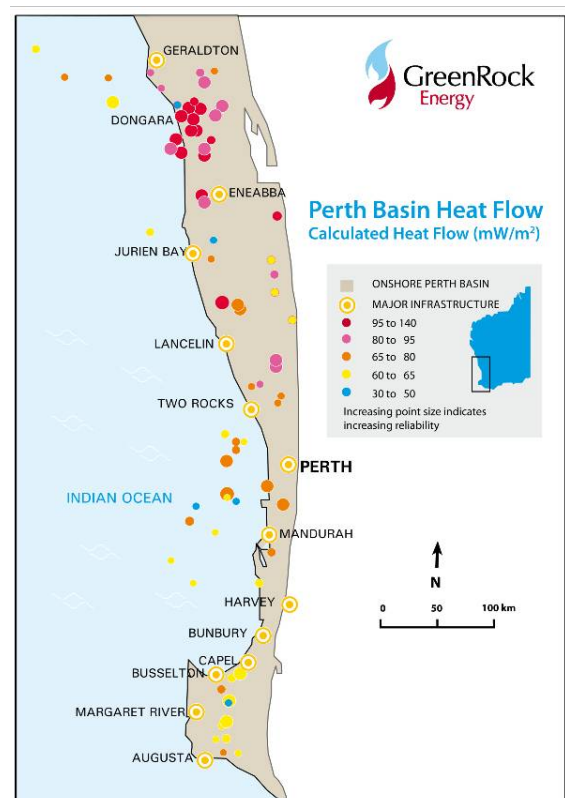 GERALDTON
GreenRock
Energy
DONGARA
ENEABBA
Perth Basin Heat Flow
Calculated Heat Flow (mW/m²)
JURIEN BAY
ONSHORE PERTH BASIN
MAJOR INFRASTRUCTURE
95 to 140
80 to 95
65 to 80
60 to 65
30 to 50
Increasing point size indicates
increasing reliability
LANCELIN
TWO ROCKS
PERTH
INDIAN OCEAN
MANDURAH
N
HARVEY
0 50 100 km
BUNBURY
CAPEL
BUSSELTON
MARGARET RIVER
AUGUSTA